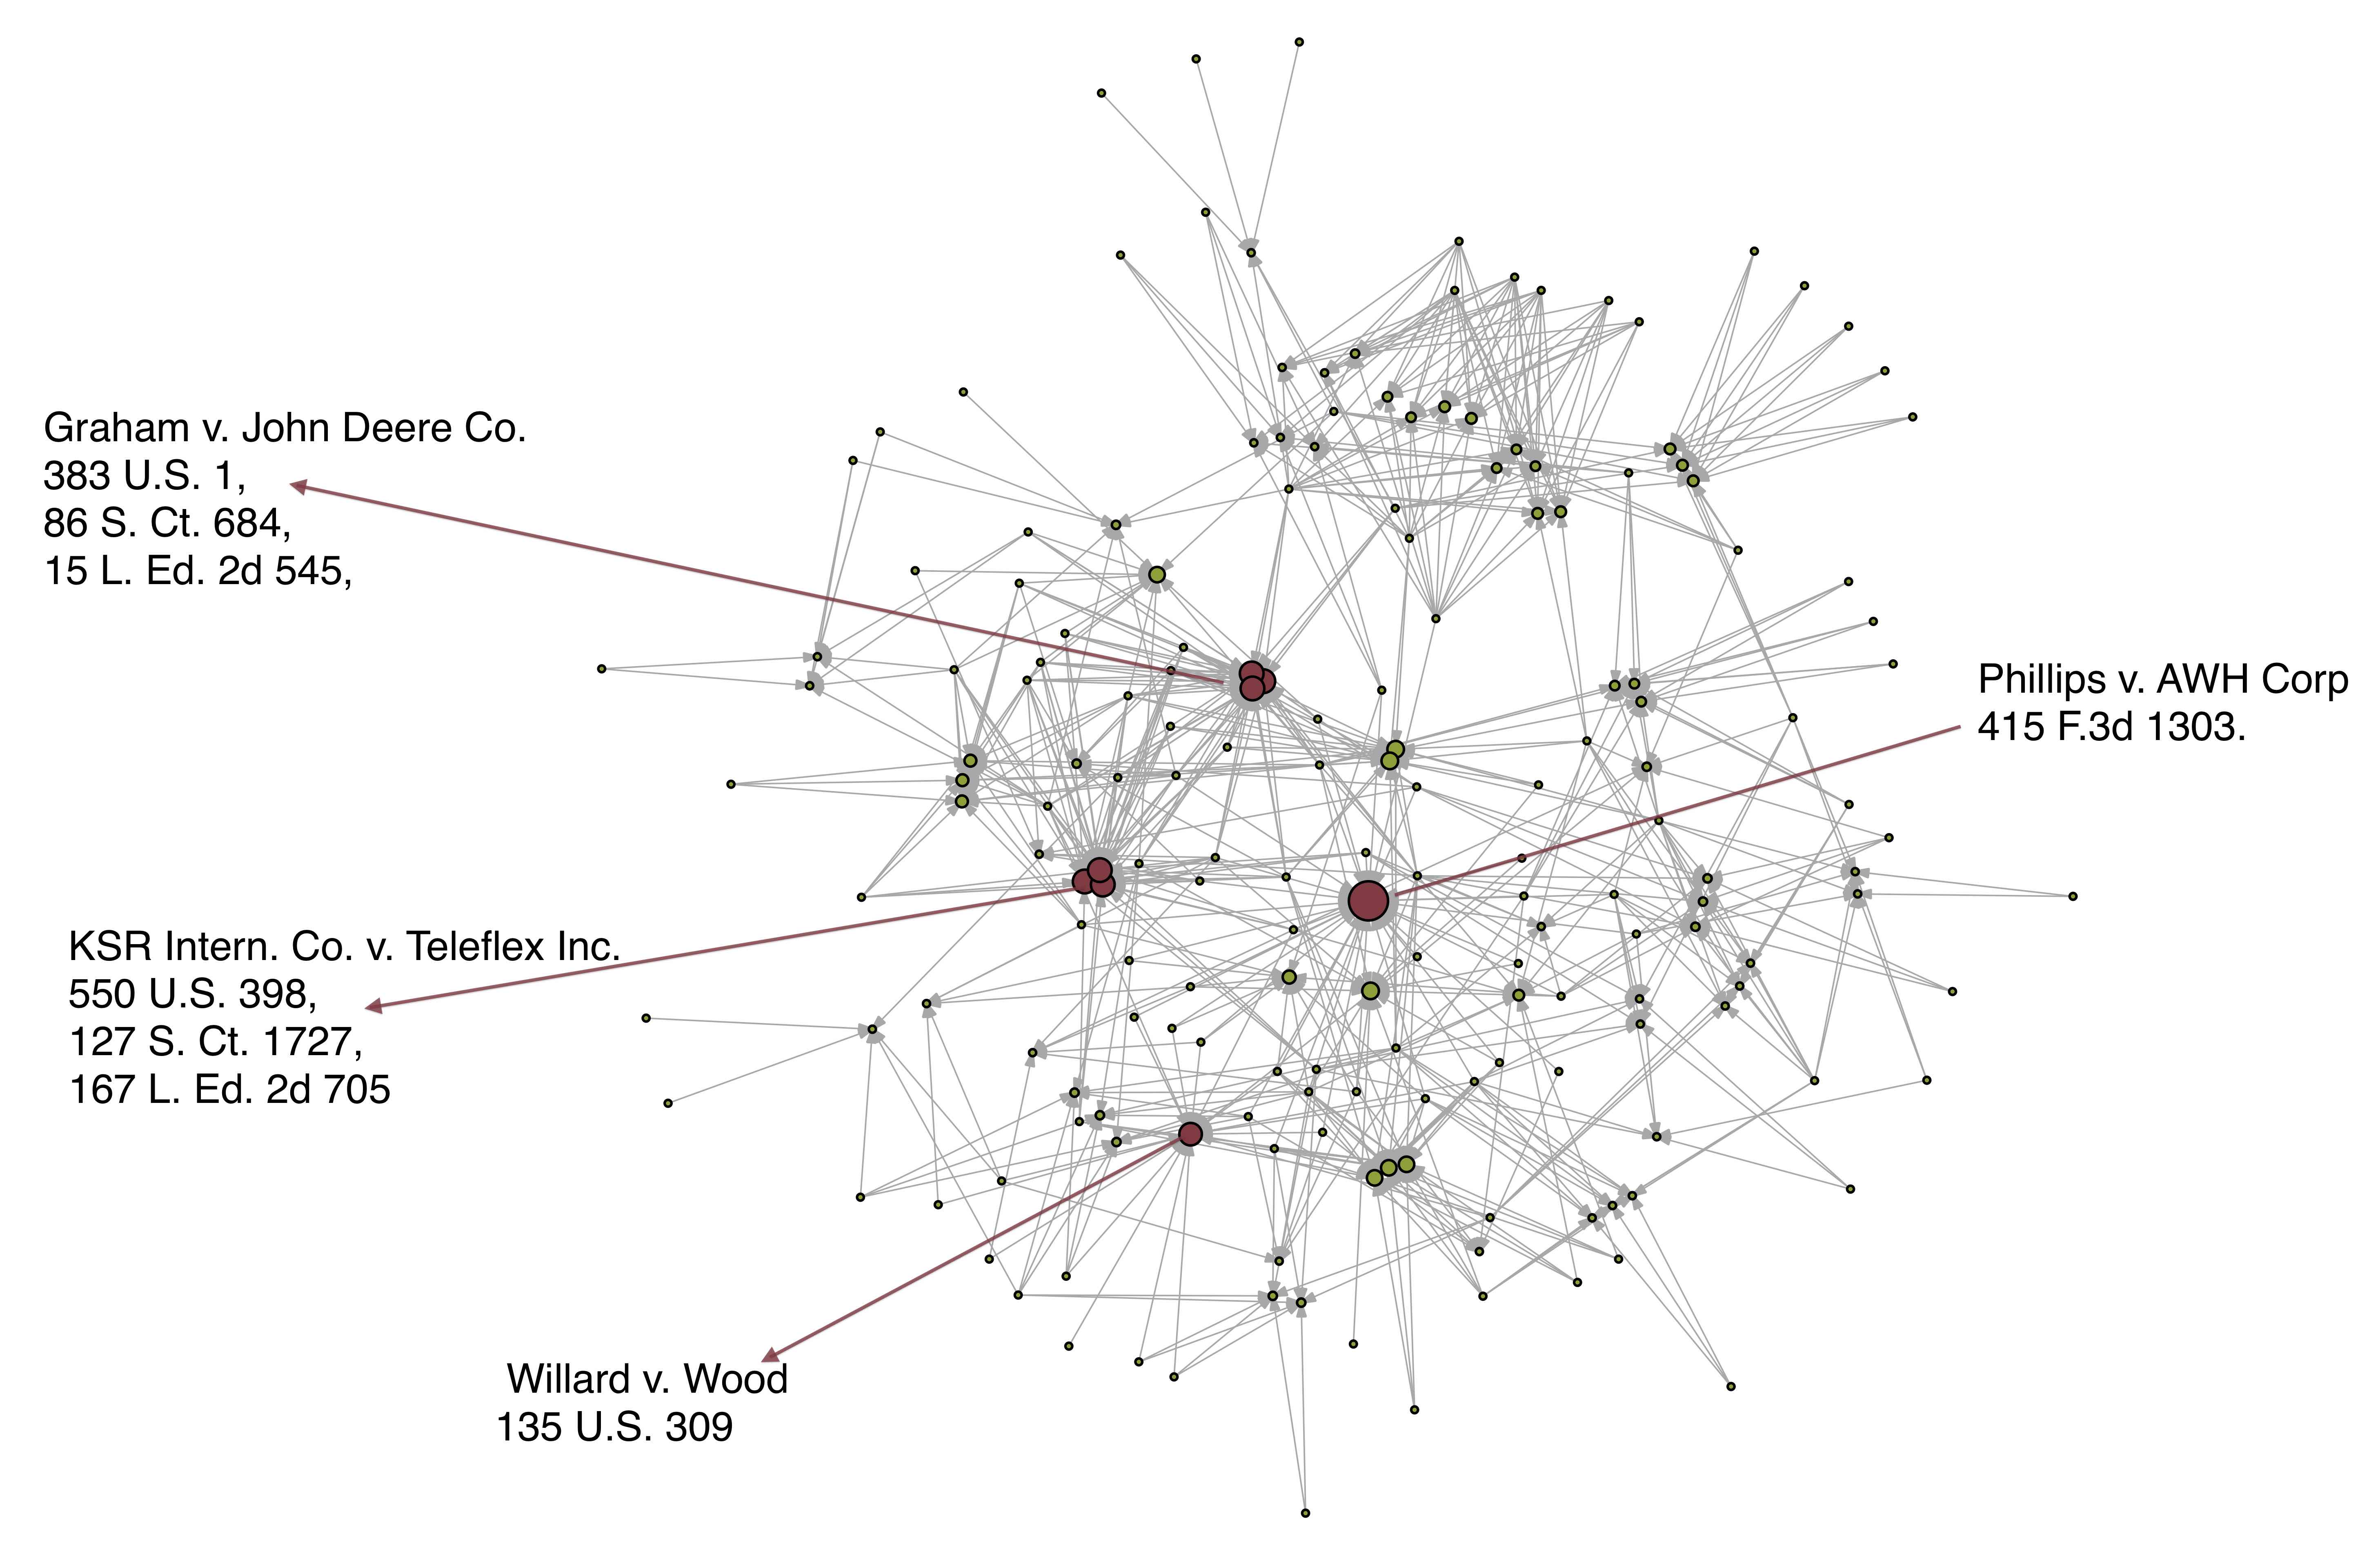 Graham v. John Deere Co.
383 U.S. 1,
86 S. Ct. 684,
15 L. Ed. 2d 545,
Phillips v. AWH Corp
415 F.3d 1303.
KSR Intern. Co. v. Teleflex Inc.
550 U.S. 398,
127 S. Ct. 1727,
167 L. Ed. 2d 705
Willard v. Wood
135 U.S. 309